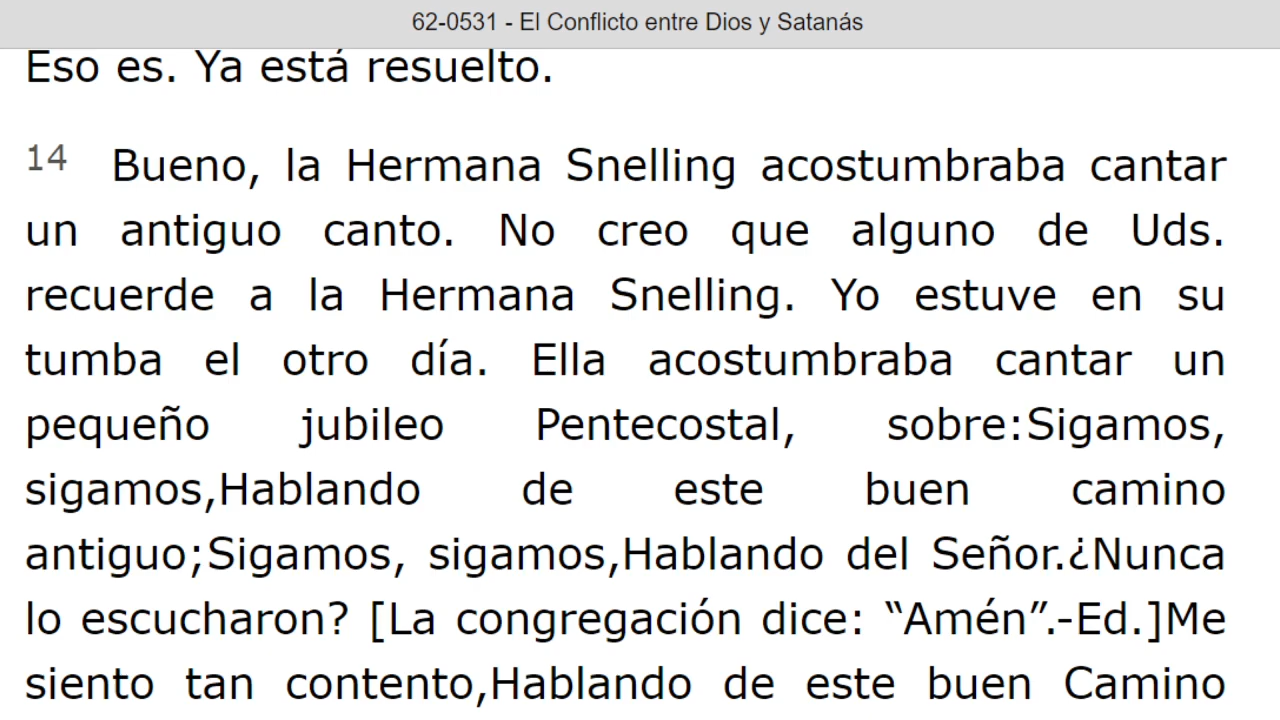 62-0531 - El Conflicto entre Dios y Satanás
Eso es. Ya está resuelto.
14 Bueno, la Hermana Snelling acostumbraba cantar
un antiguo canto. No creo que alguno de Uds.
recuerde a la Hermana Snelling. Yo estuve en su
tumba el otro día. Ella acostumbraba cantar un
pequeño jubileo Pentecostal, sobre:Sigamos,
sigamos,Hablando de este buen camino
antiguo;Sigamos, sigamos,Hablando del Señor.¿Nunca
lo escucharon? [La congregación dice: “Amén”.-Ed.]Me
siento tan contento,Hablando de este buen Camino